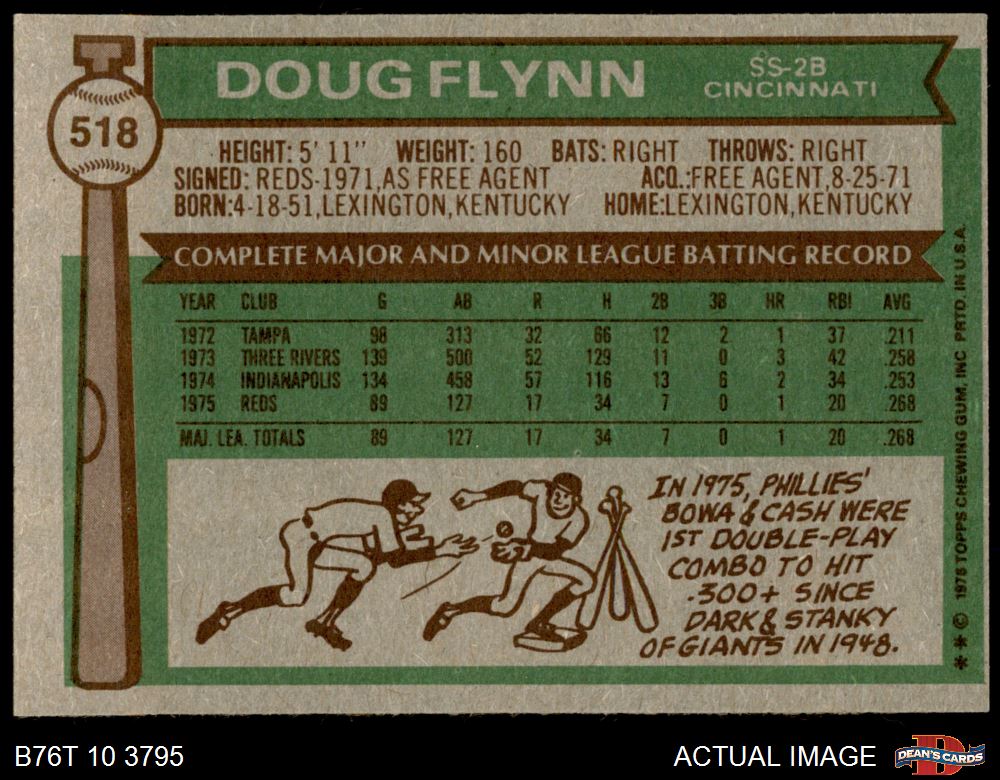 518
DOUG FLYNN
SS-2B
CINCINNATI
HEIGHT: 5' 11" WEIGHT: 160 BATS: RIGHT THROWS: RIGHT
SIGNED: REDS-1971, AS FREE AGENT ACQ.: FREE AGENT, 8-25-71
BORN: 4-18-51, LEXINGTON, KENTUCKY HOME: LEXINGTON, KENTUCKY
COMPLETE MAJOR AND MINOR LEAGUE BATTING RECORD
YEAR CLUB G AB R H 2B 3B HR RBI AVG
1972 TAMPA 98 313 32 66 12 2 1 37 .211
1973 THREE RIVERS 139 500 52 129 11 0 3 42 .258
1974 INDIANAPOLIS 134 458 57 116 13 6 2 34 .253
1975 REDS 89 127 17 34 7 0 1 20 .268
MAJ. LEA. TOTALS 89 127 17 34 7 0 1 20 .268
IN 1975, PHILLIES'
BOWA & CASH WERE
1ST DOUBLE-PLAY
COMBO TO HIT
.300+ SINCE
DARK & STANKY
OF GIANTS IN 1948.
** © 1976 TOPPS CHEWING GUM, INC PRTD. IN U.S.A.
B76T 10 3795
ACTUAL IMAGE
D
DEAN'S CARDS